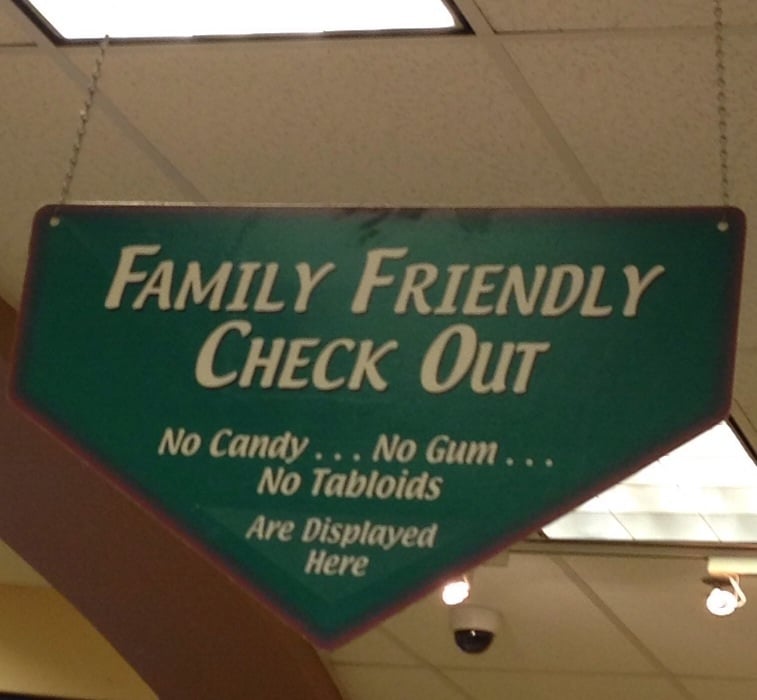 FAMILY FRIENDLY
CHECK OUT
No Candy . . . No Gum . . .
No Tabloids
Are Displayed
Here